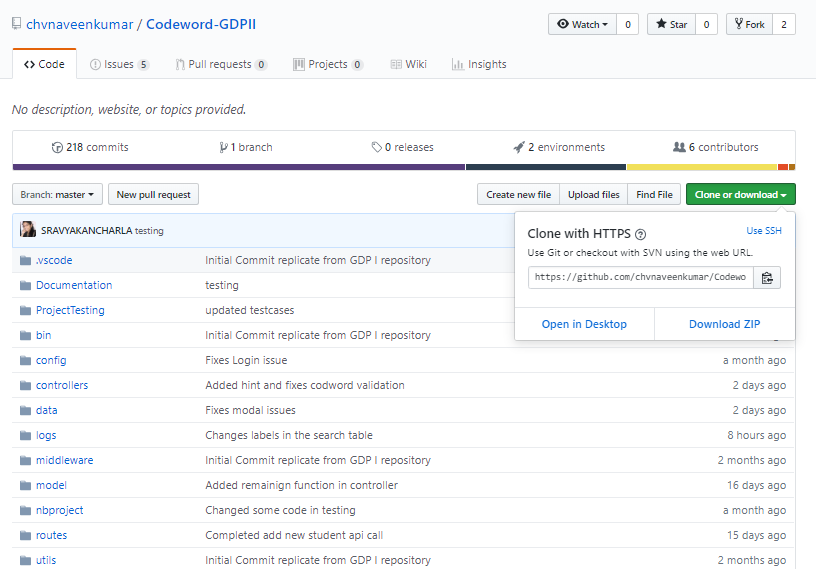 chvnaveenkumar / Codeword-GDPII
Watch 0 Star 0 Fork 2
Code Issues 5 Pull requests 0 Projects 0 Wiki Insights
No description, website, or topics provided.
218 commits 1 branch 0 releases 2 environments 6 contributors
Branch: master New pull request Create new file Upload files Find File Clone or download
SRAVYAKANCHARLA testing
Clone with HTTPS ? Use SSH
Use Git or checkout with SVN using the web URL.
https://github.com/chvnaveenkumar/Codewo
Open in Desktop Download ZIP
.vscode Initial Commit replicate from GDP I repository
Documentation testing
ProjectTesting updated testcases
bin Initial Commit replicate from GDP I repository
config Fixes Login issue a month ago
controllers Added hint and fixes codword validation 2 days ago
data Fixes modal issues 2 days ago
logs Changes labels in the search table 8 hours ago
middleware Initial Commit replicate from GDP I repository 2 months ago
model Added remainign function in controller 16 days ago
nbproject Changed some code in testing a month ago
routes Completed add new student api call 15 days ago
utils Initial Commit replicate from GDP I repository 2 months ago